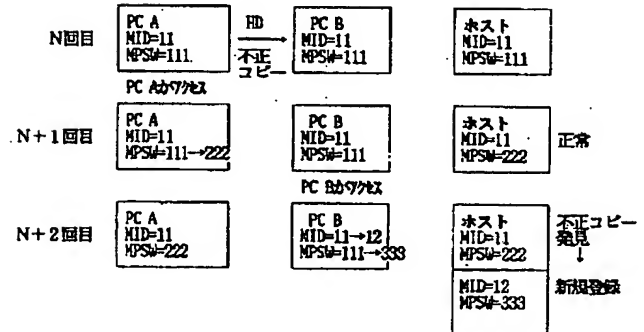 N回目
PC A
MID=11
MPSW=111
HD
不正
コピー
PC B
MID=11
MPSW=111
ホスト
MID=11
MPSW=111
PC Aがアクセス
N+1回目
PC A
MID=11
MPSW=111→222
PC B
MID=11
MPSW=111
ホスト
MID=11
MPSW=222
正常
PC Bがアクセス
N+2回目
PC A
MID=11
MPSW=222
PC B
MID=11→12
MPSW=111→333
ホスト
MID=11
MPSW=222
不正コピー
発見
↓
MID=12
MPSW=333
新規登録